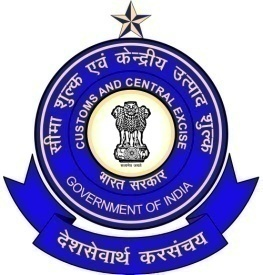 सीमा शुल्क एवं केन्द्रीय उत्पाद शुल्क
CUSTOMS AND CENTRAL EXCISE
भारत सरकार
GOVERNMENT OF INDIA
देशसेवार्थ करसंचय